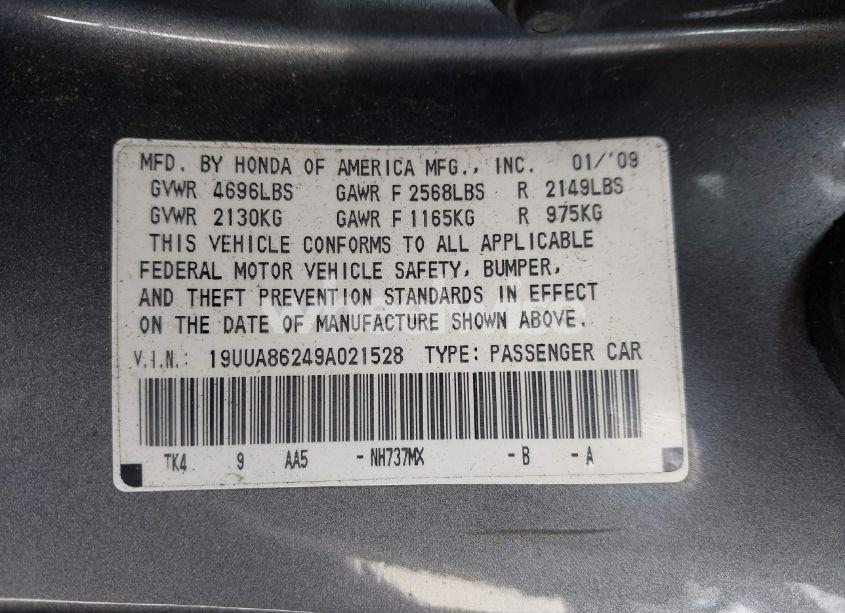 MFD. BY HONDA OF AMERICA MFG., INC. 01/'09
GVWR 4696LBS GAWR F 2568LBS R 2149LBS
GVWR 2130KG GAWR F 1165KG R 975KG
THIS VEHICLE CONFORMS TO ALL APPLICABLE
FEDERAL MOTOR VEHICLE SAFETY, BUMPER,
AND THEFT PREVENTION STANDARDS IN EFFECT
ON THE DATE OF MANUFACTURE SHOWN ABOVE.
V.I.N.: 19UUA86249A021528 TYPE: PASSENGER CAR
TK4 9 AA5 -NH737MX -B -A